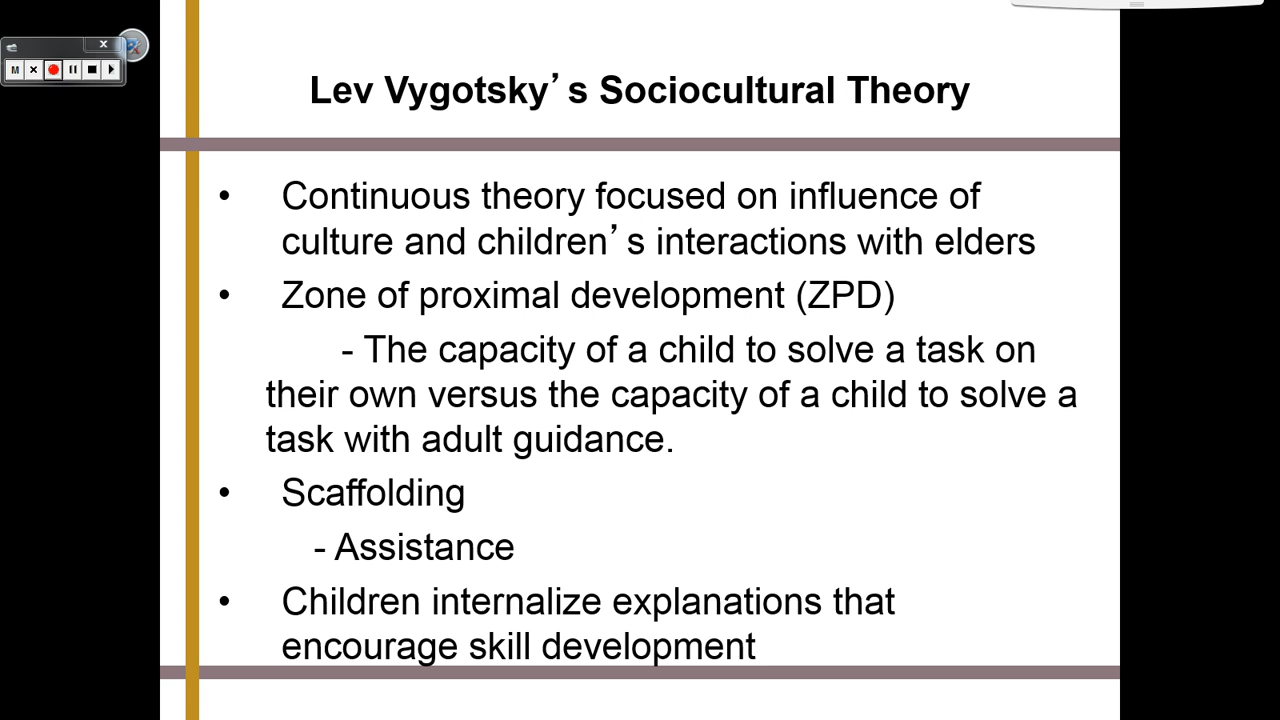 M
Lev Vygotsky’s Sociocultural Theory
• Continuous theory focused on influence of
culture and children’s interactions with elders
• Zone of proximal development (ZPD)
- The capacity of a child to solve a task on
their own versus the capacity of a child to solve a
task with adult guidance.
• Scaffolding
- Assistance
• Children internalize explanations that
encourage skill development